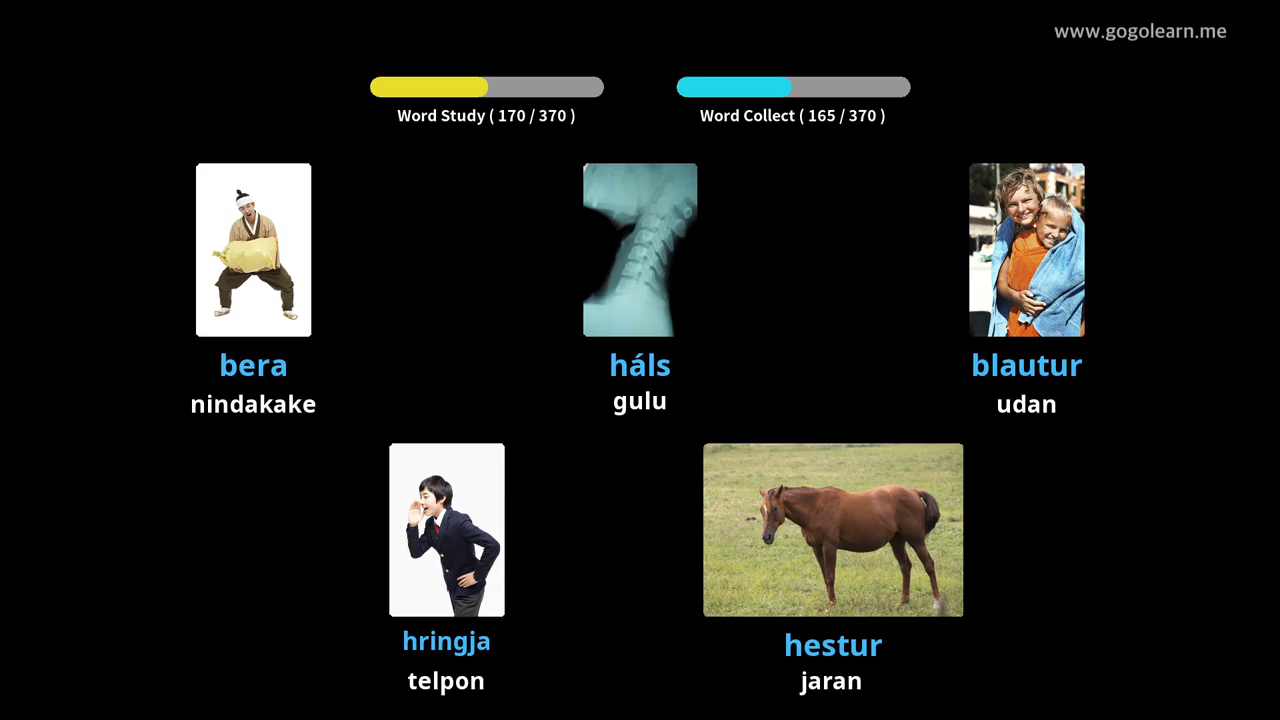 www.gogolearn.me
Word Study ( 170 / 370 )
Word Collect ( 165 / 370 )
bera
nindakake
háls
gulu
blautur
udan
hringja
telpon
hestur
jaran